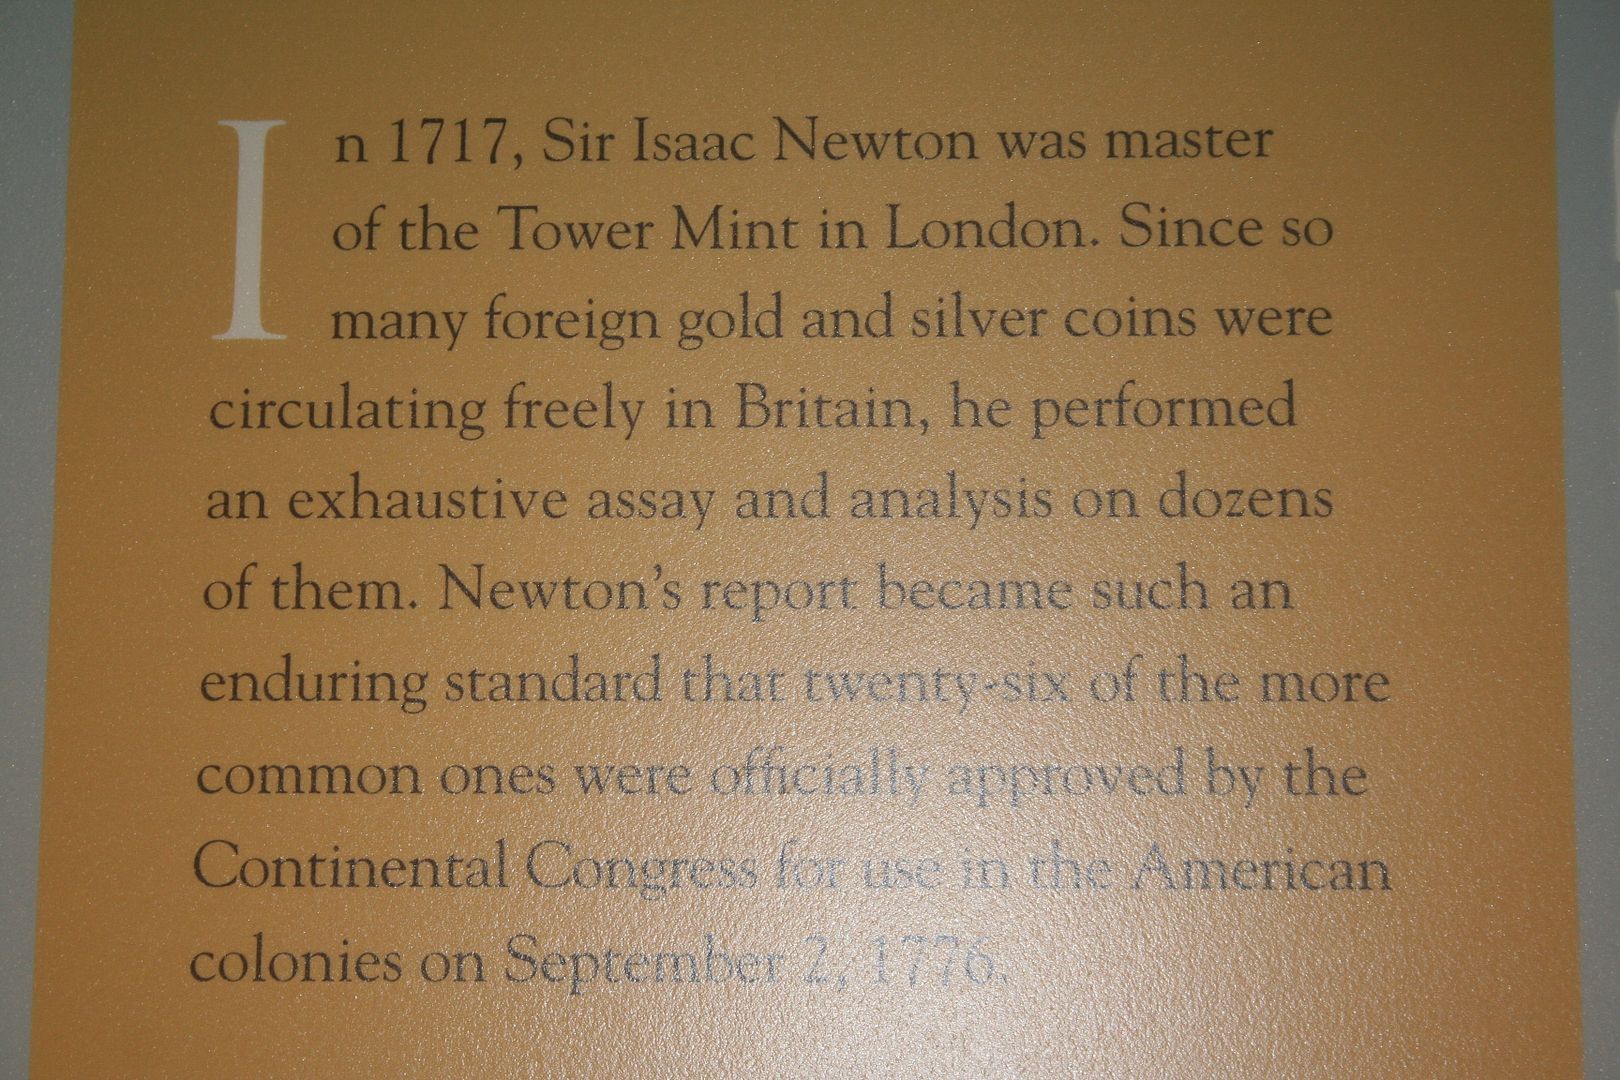 In 1717, Sir Isaac Newton was master
of the Tower Mint in London. Since so
many foreign gold and silver coins were
circulating freely in Britain, he performed
an exhaustive assay and analysis on dozens
of them. Newton’s report became such an
enduring standard that twenty-six of the more
common ones were officially approved by the
Continental Congress for use in the American
colonies on September 2, 1776.